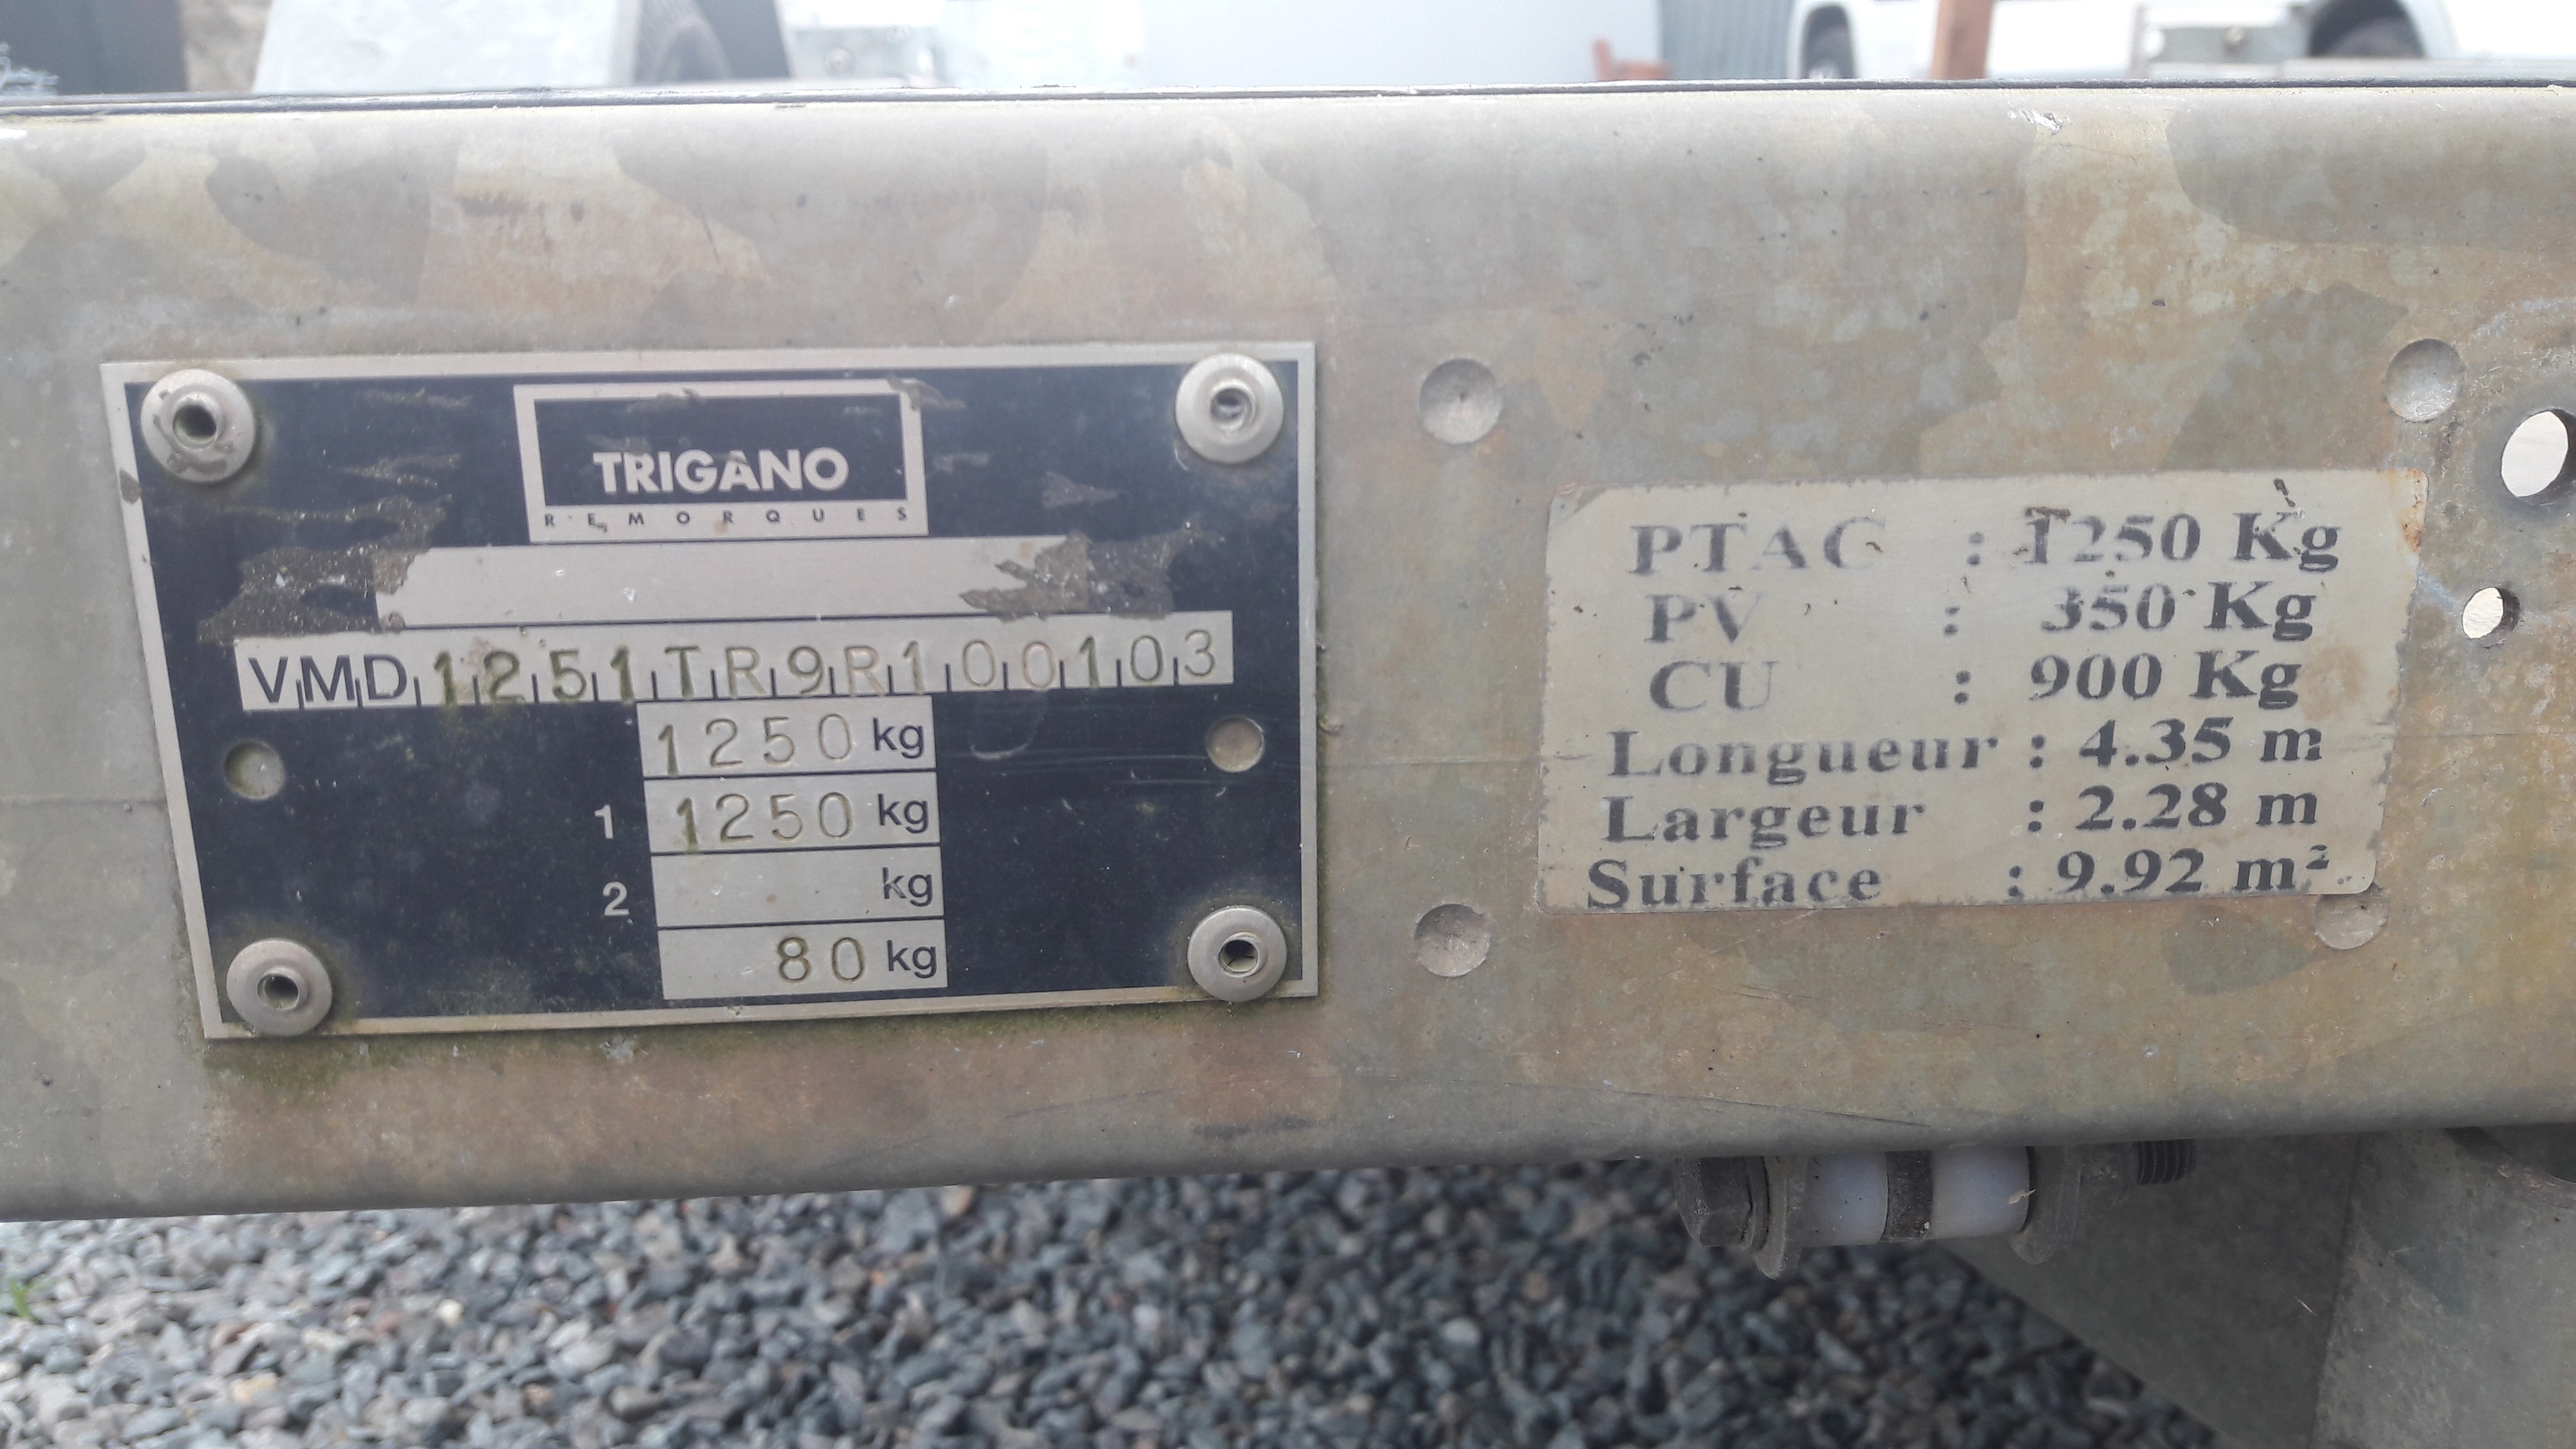 TRIGANO
REMORQUES
VMD1251TR9R100103
1250 kg
1 1250 kg
2 kg
80 kg
PTAC : 1250 Kg
PV : 350 Kg
CU : 900 Kg
Longueur : 4.35 m
Largeur : 2.28 m
Surface : 9.92 m²